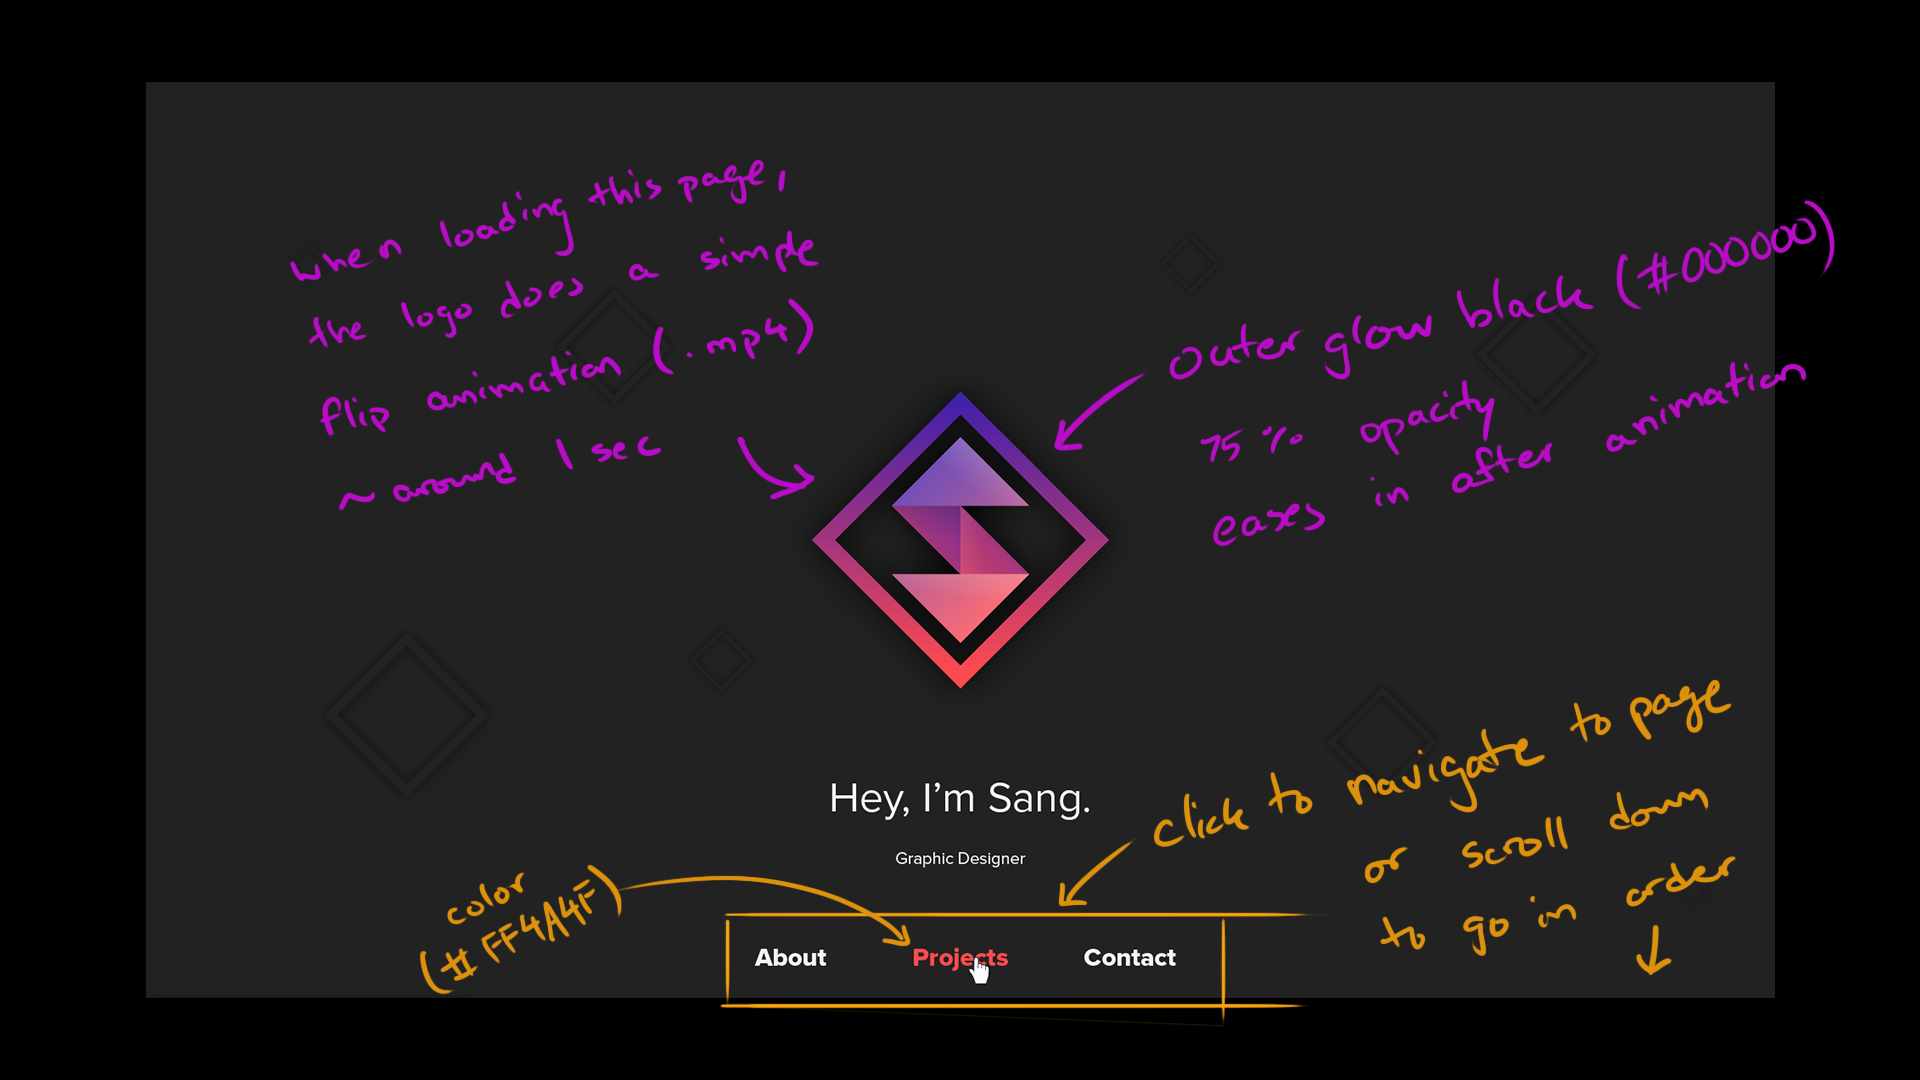 when loading this page,
the logo does a simple
flip animation (.mp4)
~ around 1 sec
outer glow black (#000000)
75% opacity
eases in after animation
Hey, I’m Sang.
Graphic Designer
click to navigate to page
or scroll down
to go in order
color
(#FF4A4F)
About Projects Contact